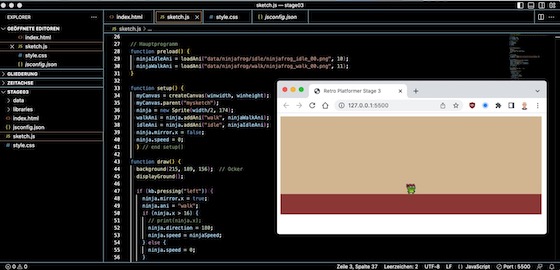 sketch.js — stage03
EXPLORER
GEÖFFNETE EDITOREN
index.html
sketch.js
style.css
jsconfig.json
GLIEDERUNG
ZEITACHSE
STAGE03
data
libraries
index.html
jsconfig.json
sketch.js
style.css
index.html
sketch.js
style.css
jsconfig.json
sketch.js > ...
26
27 // Hauptprogramm
28 function preload() {
29 ninjaIdleAni = loadAni("data/ninjafrog/idle/ninjafrog_idle_00.png", 10);
30 ninjaWalkAni = loadAni("data/ninjafrog/walk/ninjafrog_walk_00.png", 11);
31 }
32
33 function setup() {
34 myCanvas = createCanvas(winwidth, winheight);
35 myCanvas.parent("mysketch");
36 ninja = new Sprite(width/2, 174);
37 walkAni = ninja.addAni("walk", ninjaWalkAni);
38 idleAni = ninja.addAni("idle", ninjaIdleAni);
39 ninja.mirror.x = false;
40 ninja.speed = 0;
41 } // end setup()
42
43 function draw() {
44 background(215, 189, 156); // Ocker
45 displayGround();
46
47 if (kb.pressing("left")) {
48 ninja.mirror.x = true;
49 ninja.ani = "walk";
50 if (ninja.x > 16) {
51 // print(ninja.x);
52 ninja.direction = 180;
53 ninja.speed = ninjaSpeed;
54 } else {
55 ninja.speed = 0;
56 }
Retro Platformer Stage 3
127.0.0.1:5500
0 0
Zeile 3, Spalte 37
Leerzeichen: 2
UTF-8
LF
{} JavaScript
Port : 5500